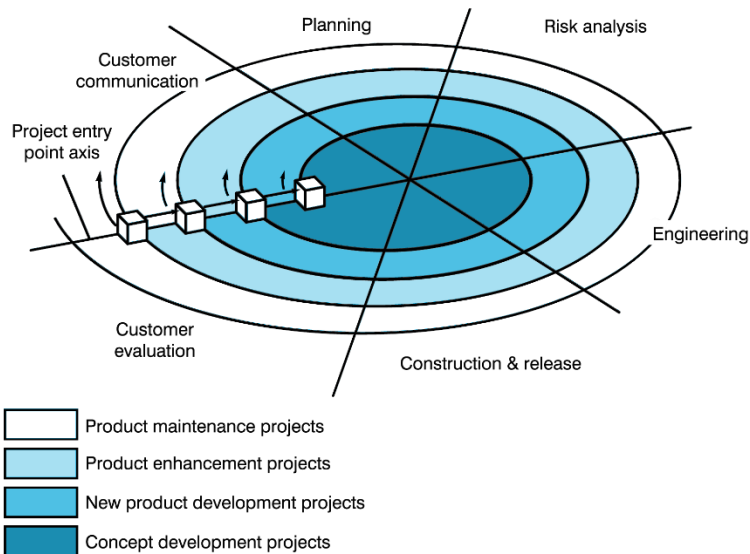 Planning
Risk analysis
Customer
communication
Project entry
point axis
Engineering
Customer
evaluation
Construction & release
Product maintenance projects
Product enhancement projects
New product development projects
Concept development projects